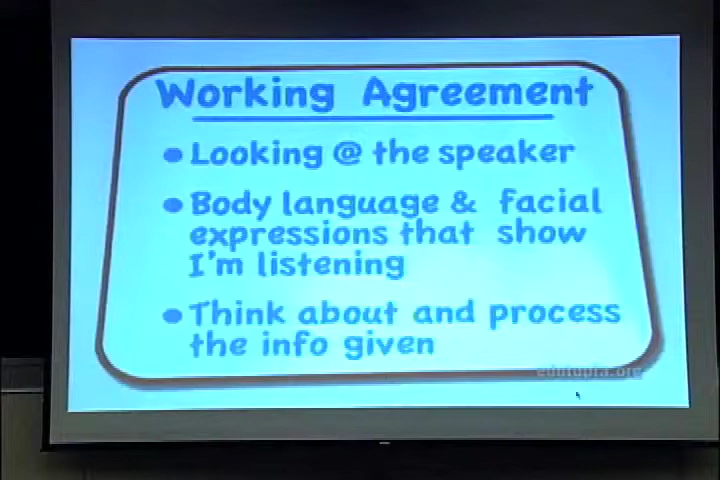 Working Agreement
• Looking @ the speaker
• Body language & facial
expressions that show
I'm listening
• Think about and process
the info given
edutopia.org